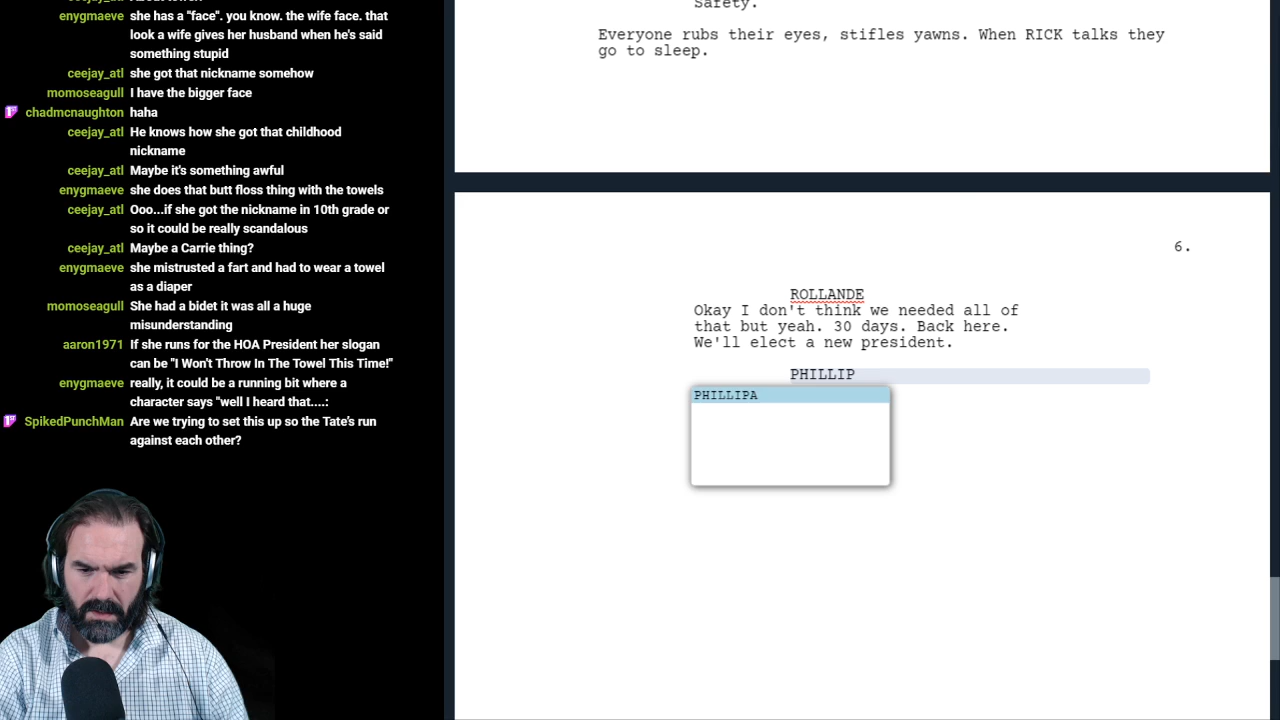 enygmaeve she has a "face". you know. the wife face. that
look a wife gives her husband when he's said
something stupid
ceejay_atl she got that nickname somehow
momoseagull I have the bigger face
chadmcnaughton haha
ceejay_atl He knows how she got that childhood
nickname
ceejay_atl Maybe it's something awful
enygmaeve she does that butt floss thing with the towels
ceejay_atl Ooo...if she got the nickname in 10th grade or
so it could be really scandalous
ceejay_atl Maybe a Carrie thing?
enygmaeve she mistrusted a fart and had to wear a towel
as a diaper
momoseagull She had a bidet it was all a huge
misunderstanding
aaron1971 If she runs for the HOA President her slogan
can be "I Won't Throw In The Towel This Time!"
enygmaeve really, it could be a running bit where a
character says "well I heard that....:
SpikedPunchMan Are we trying to set this up so the Tate's run
against each other?
Safety.
Everyone rubs their eyes, stifles yawns. When RICK talks they
go to sleep.
6.
ROLLANDE
Okay I don't think we needed all of
that but yeah. 30 days. Back here.
We'll elect a new president.
PHILLIP
PHILLIPA